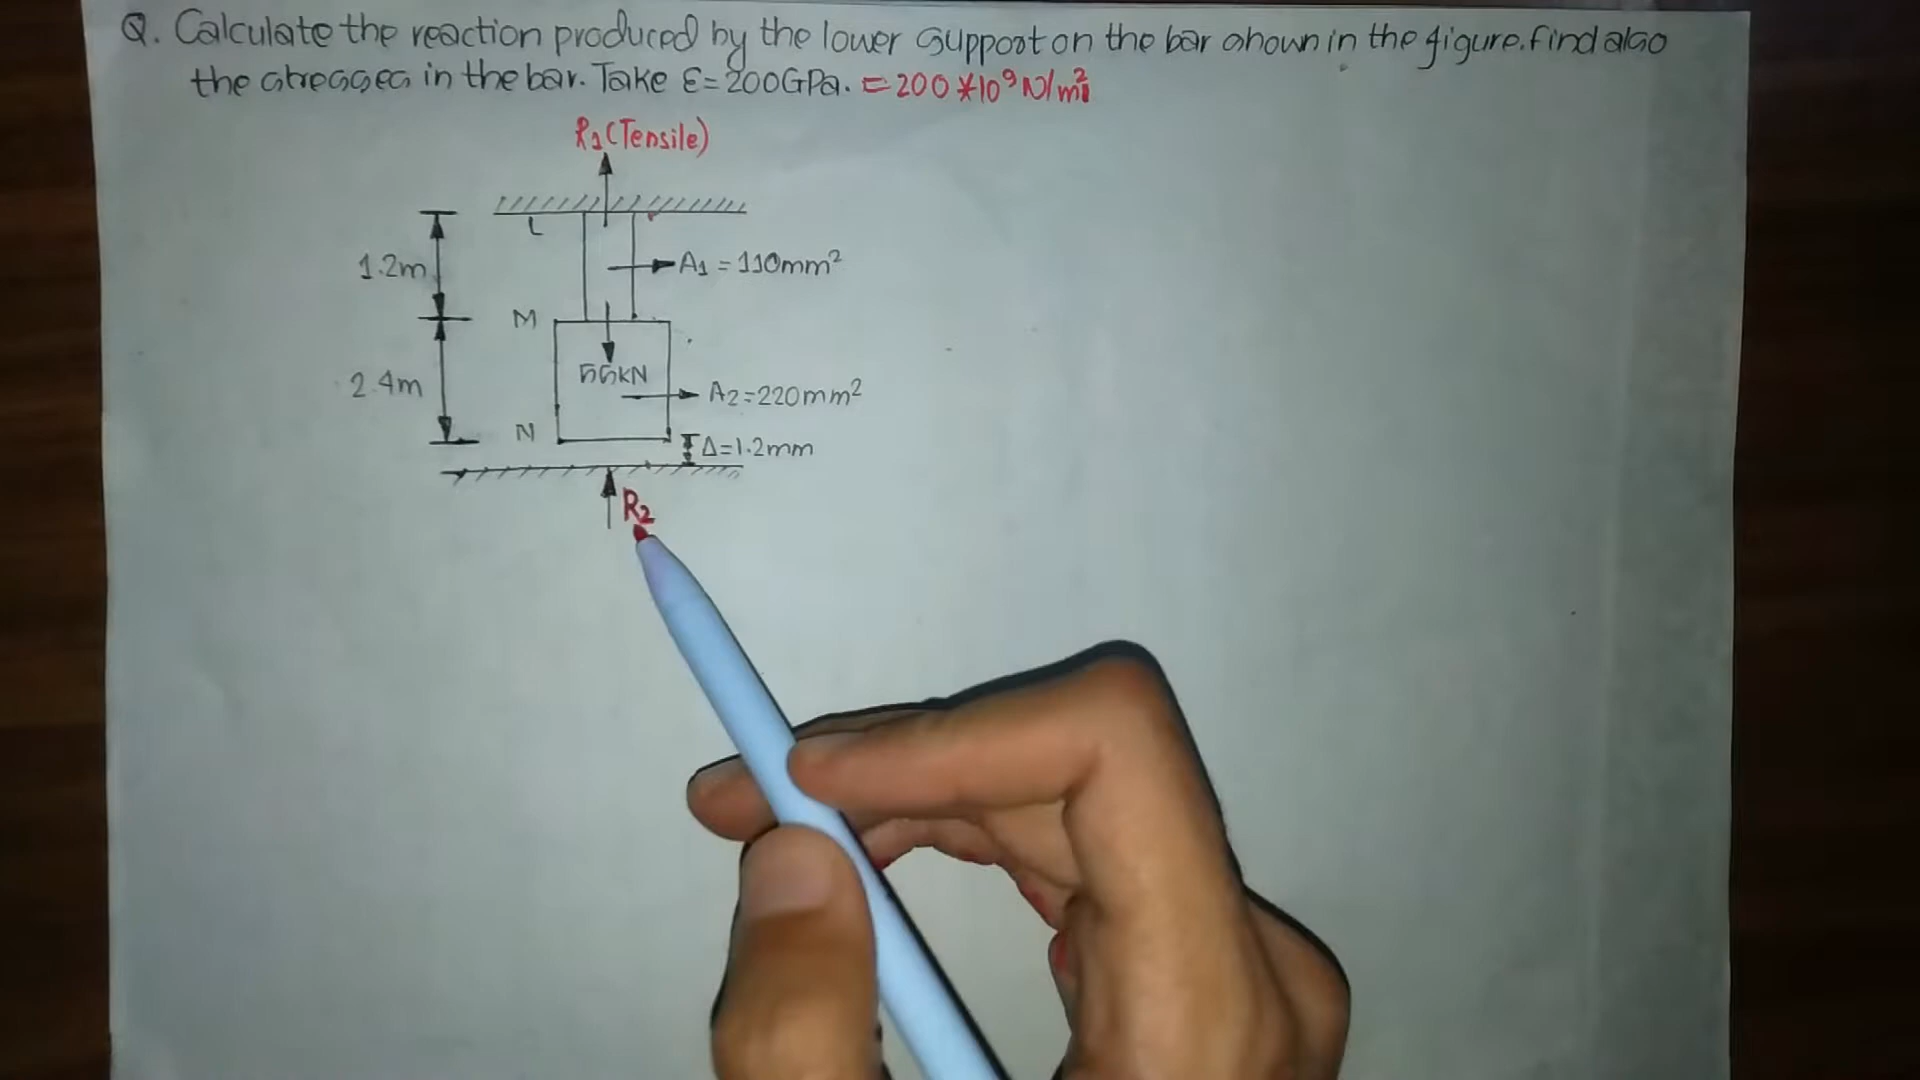 Q. Calculate the reaction produced by the lower support on the bar shown in the figure. find also
the stresses in the bar. Take ε=200GPa. = 200*10⁹ N/m²
R₁(Tensile)
L
1.2m
A₁ = 110mm²
M
55kN
2.4m
A₂=220mm²
N
Δ=1.2mm
R₂